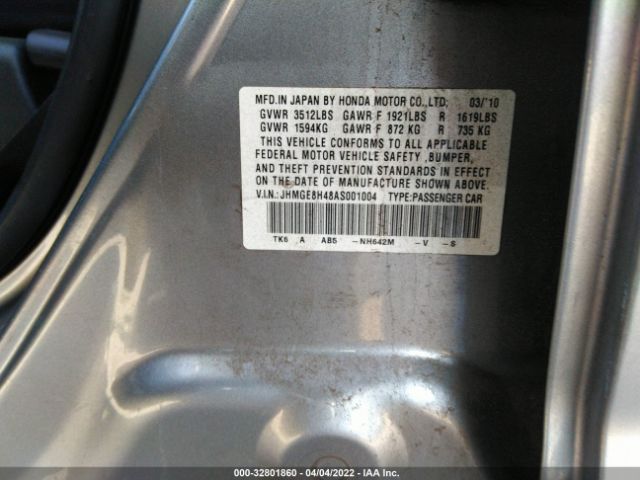 MFD.IN JAPAN BY HONDA MOTOR CO.,LTD. 03/'10
GVWR 3512LBS GAWR F 1921LBS R 1619LBS
GVWR 1594KG GAWR F 872 KG R 735 KG
THIS VEHICLE CONFORMS TO ALL APPLICABLE
FEDERAL MOTOR VEHICLE SAFETY ,BUMPER,
AND THEFT PREVENTION STANDARDS IN EFFECT
ON THE DATE OF MANUFACTURE SHOWN ABOVE.
V.I.N.: JHMGE8H48AS001004 TYPE:PASSENGER CAR
TK6 A AB5 -NH642M -V -S
000-32801860 - 04/04/2022 - IAA Inc.